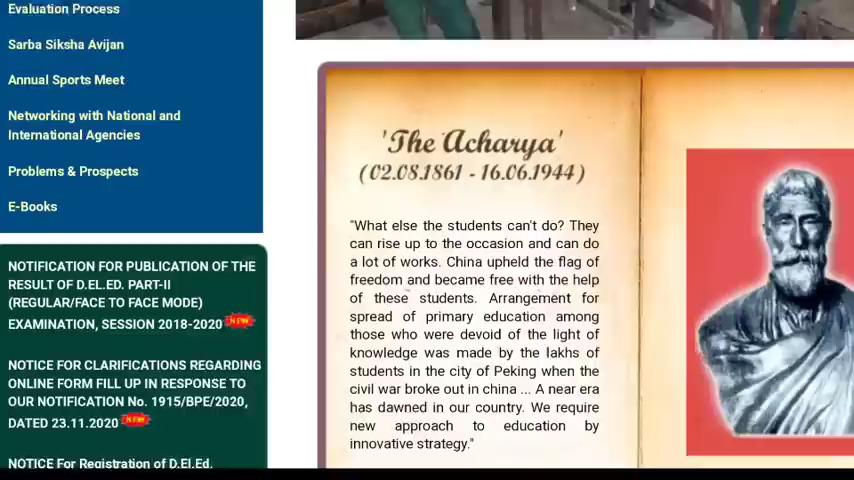 Evaluation Process
Sarba Siksha Avijan
Annual Sports Meet
Networking with National and
International Agencies
Problems & Prospects
E-Books
NOTIFICATION FOR PUBLICATION OF THE
RESULT OF D.EL.ED. PART-II
(REGULAR/FACE TO FACE MODE)
EXAMINATION, SESSION 2018-2020 NEW
NOTICE FOR CLARIFICATIONS REGARDING
ONLINE FORM FILL UP IN RESPONSE TO
OUR NOTIFICATION No. 1915/BPE/2020,
DATED 23.11.2020 NEW
NOTICE For Registration of D.El.Ed.
'The Acharya'
(02.08.1861 - 16.06.1944)
"What else the students can't do? They
can rise up to the occasion and can do
a lot of works. China upheld the flag of
freedom and became free with the help
of these students. Arrangement for
spread of primary education among
those who were devoid of the light of
knowledge was made by the lakhs of
students in the city of Peking when the
civil war broke out in china ... A near era
has dawned in our country. We require
new approach to education by
innovative strategy."